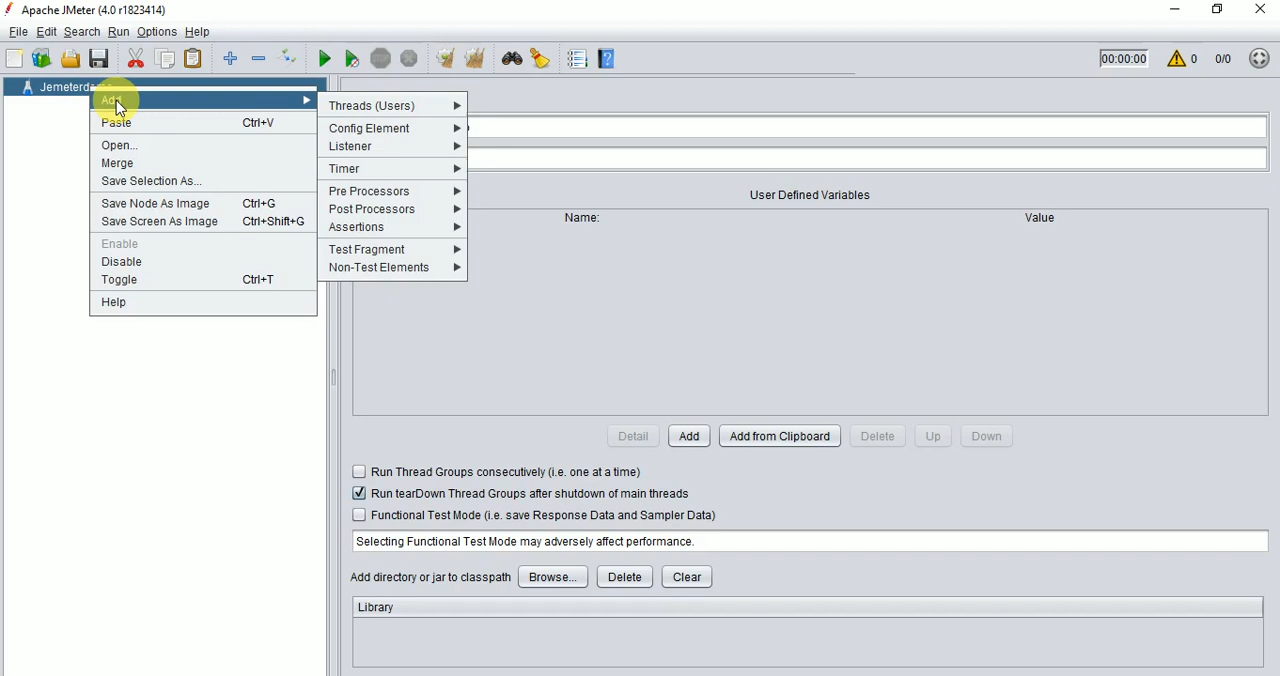 Apache JMeter (4.0 r1823414)
File Edit Search Run Options Help
00:00:00 0 0/0
Add
Paste Ctrl+V
Open...
Merge
Save Selection As...
Save Node As Image Ctrl+G
Save Screen As Image Ctrl+Shift+G
Enable
Disable
Toggle Ctrl+T
Help
Threads (Users)
Config Element
Listener
Timer
Pre Processors
Post Processors
Assertions
Test Fragment
Non-Test Elements
User Defined Variables
Name: Value
Detail Add Add from Clipboard Delete Up Down
Run Thread Groups consecutively (i.e. one at a time)
Run tearDown Thread Groups after shutdown of main threads
Functional Test Mode (i.e. save Response Data and Sampler Data)
Selecting Functional Test Mode may adversely affect performance.
Add directory or jar to classpath Browse... Delete Clear
Library